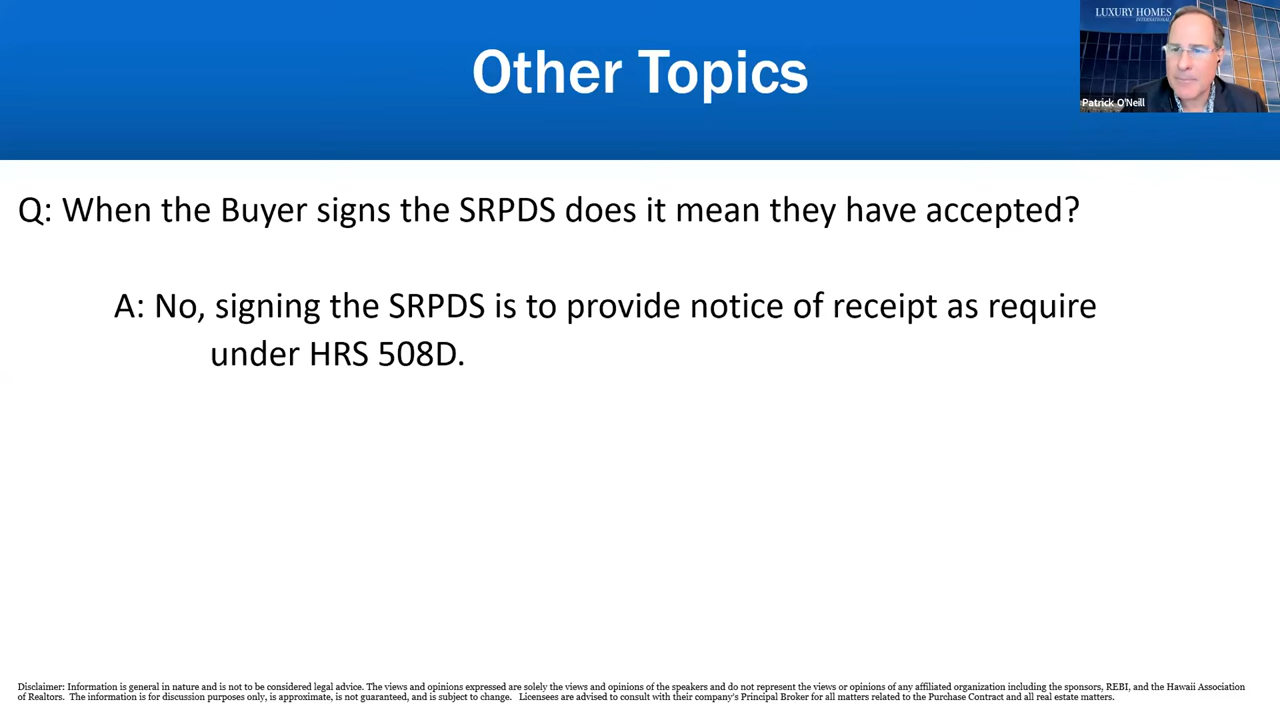 LUXURY HOMES
INTERNATIONAL
Other Topics
Patrick O'Neill
Q: When the Buyer signs the SRPDS does it mean they have accepted?
A: No, signing the SRPDS is to provide notice of receipt as require
under HRS 508D.
Disclaimer: Information is general in nature and is not to be considered legal advice. The views and opinions expressed are solely the views and opinions of the speakers and do not represent the views or opinions of any affiliated organization including the sponsors, REBI, and the Hawaii Association
of Realtors. The information is for discussion purposes only, is approximate, is not guaranteed, and is subject to change. Licensees are advised to consult with their company's Principal Broker for all matters related to the Purchase Contract and all real estate matters.